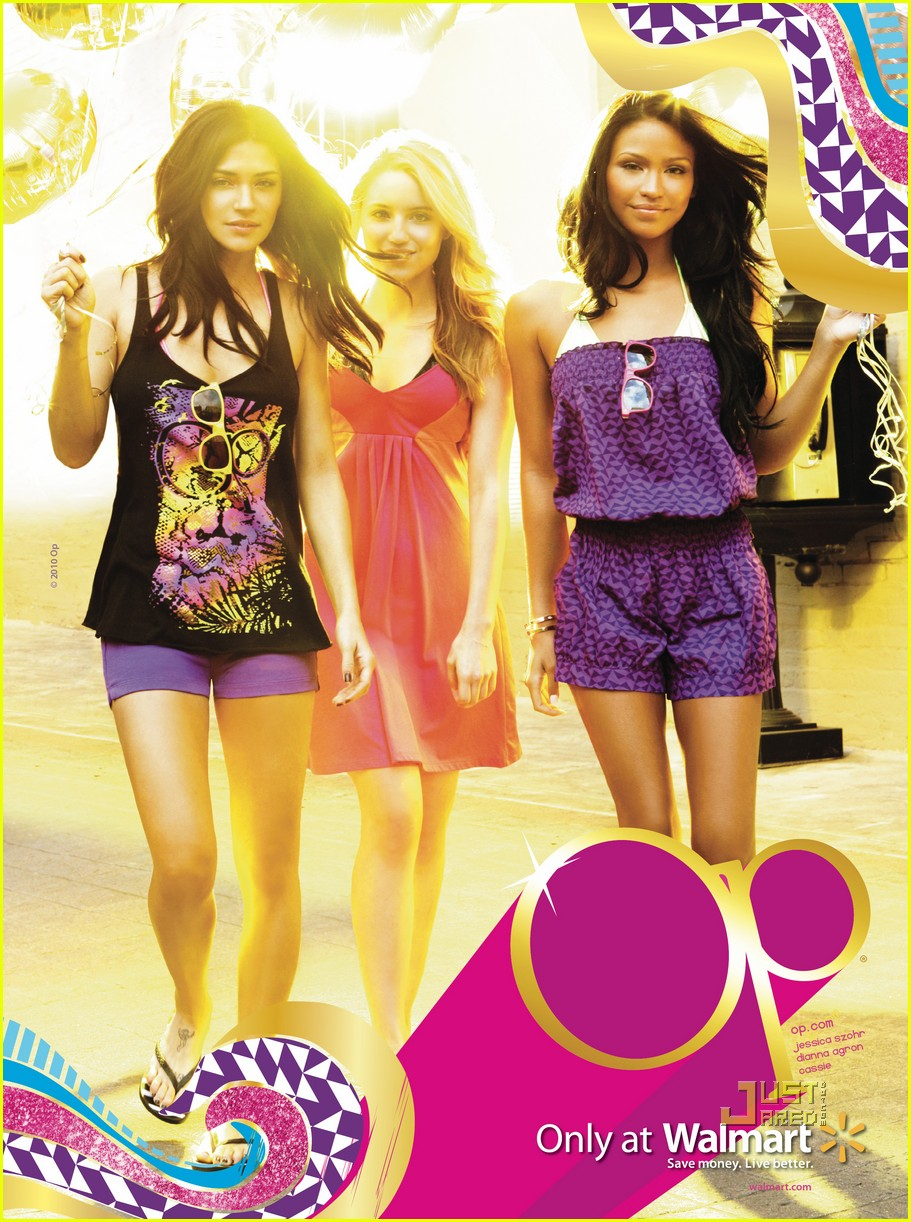 © 2010 Op
Op®
op.com
jessica szohr
dianna agron
cassie
JUST JARED
Only at Walmart
Save money. Live better.
walmart.com